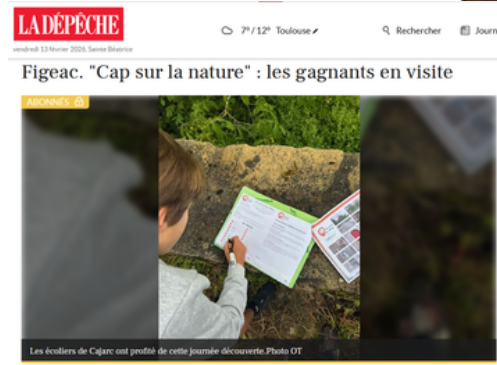 LA DÉPÊCHE
7° / 12° Toulouse
Rechercher
Journ
vendredi 13 février 2026, Sainte Béatrice
Figeac. "Cap sur la nature" : les gagnants en visite
ABONNÉS
Les écoliers de Cajarc ont profité de cette journée découverte.Photo OT